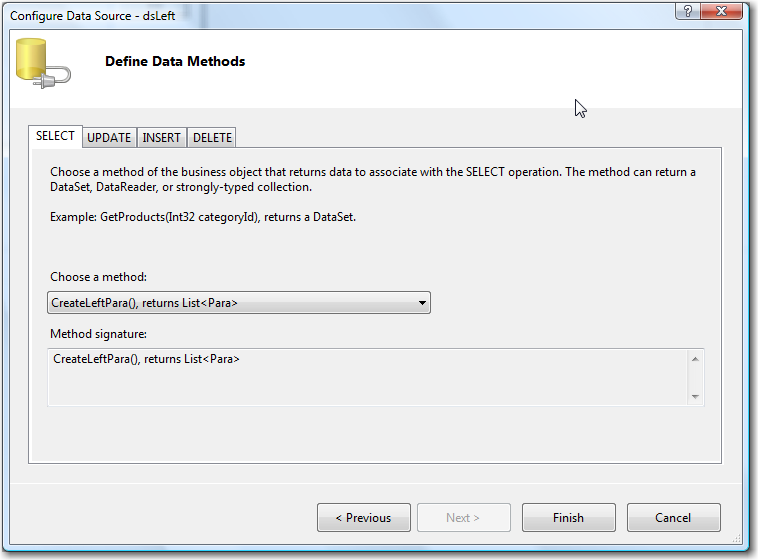 Configure Data Source - dsLeft
?
Define Data Methods
SELECT UPDATE INSERT DELETE
Choose a method of the business object that returns data to associate with the SELECT operation. The method can return a
DataSet, DataReader, or strongly-typed collection.
Example: GetProducts(Int32 categoryId), returns a DataSet.
Choose a method:
CreateLeftPara(), returns List<Para>
Method signature:
CreateLeftPara(), returns List<Para>
< Previous Next > Finish Cancel